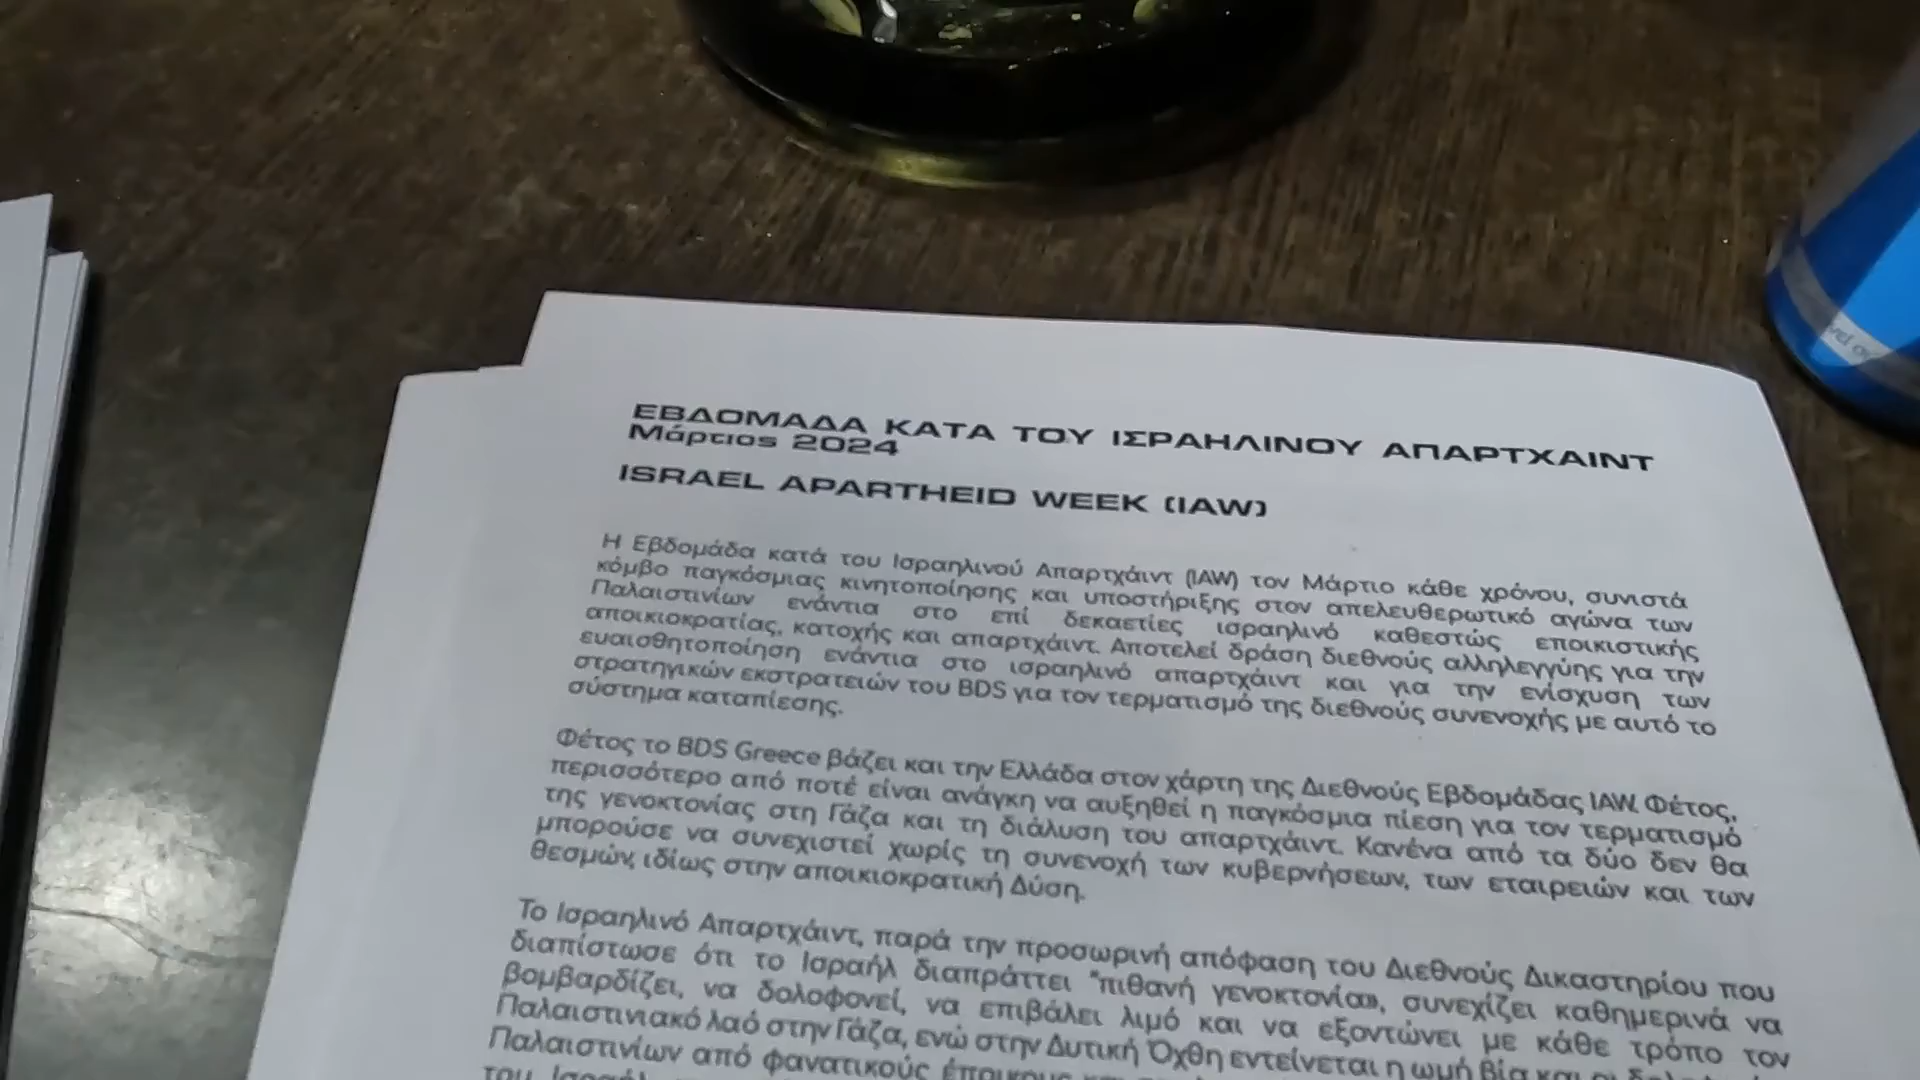 ΕΒΔΟΜΑΔΑ ΚΑΤΑ ΤΟΥ ΙΣΡΑΗΛΙΝΟΥ ΑΠΑΡΤΧΑΙΝΤ
Μάρτιος 2024
ISRAEL APARTHEID WEEK (IAW)
Η Εβδομάδα κατά του Ισραηλινού Απαρτχάιντ (IAW) τον Μάρτιο κάθε χρόνου, συνιστά
κόμβο παγκόσμιας κινητοποίησης και υποστήριξης στον απελευθερωτικό αγώνα των
Παλαιστινίων ενάντια στο επί δεκαετίες ισραηλινό καθεστώς εποικιστικής
αποικιοκρατίας, κατοχής και απαρτχάιντ. Αποτελεί δράση διεθνούς αλληλεγγύης για την
ευαισθητοποίηση ενάντια στο ισραηλινό απαρτχάιντ και για την ενίσχυση των
στρατηγικών εκστρατειών του BDS για τον τερματισμό της διεθνούς συνενοχής με αυτό το
σύστημα καταπίεσης.
Φέτος το BDS Greece βάζει και την Ελλάδα στον χάρτη της Διεθνούς Εβδομάδας IAW. Φέτος,
περισσότερο από ποτέ είναι ανάγκη να αυξηθεί η παγκόσμια πίεση για τον τερματισμό
της γενοκτονίας στη Γάζα και τη διάλυση του απαρτχάιντ. Κανένα από τα δύο δεν θα
μπορούσε να συνεχιστεί χωρίς τη συνενοχή των κυβερνήσεων, των εταιρειών και των
θεσμών, ιδίως στην αποικιοκρατική Δύση.
Το Ισραηλινό Απαρτχάιντ, παρά την προσωρινή απόφαση του Διεθνούς Δικαστηρίου που
διαπίστωσε ότι το Ισραήλ διαπράττει "πιθανή γενοκτονία», συνεχίζει καθημερινά να
βομβαρδίζει, να δολοφονεί, να επιβάλει λιμό και να εξοντώνει με κάθε τρόπο τον
Παλαιστινιακό λαό στην Γάζα, ενώ στην Δυτική Όχθη εντείνεται η ωμή βία και οι
Παλαιστινίων από φανατικούς έποικους
του